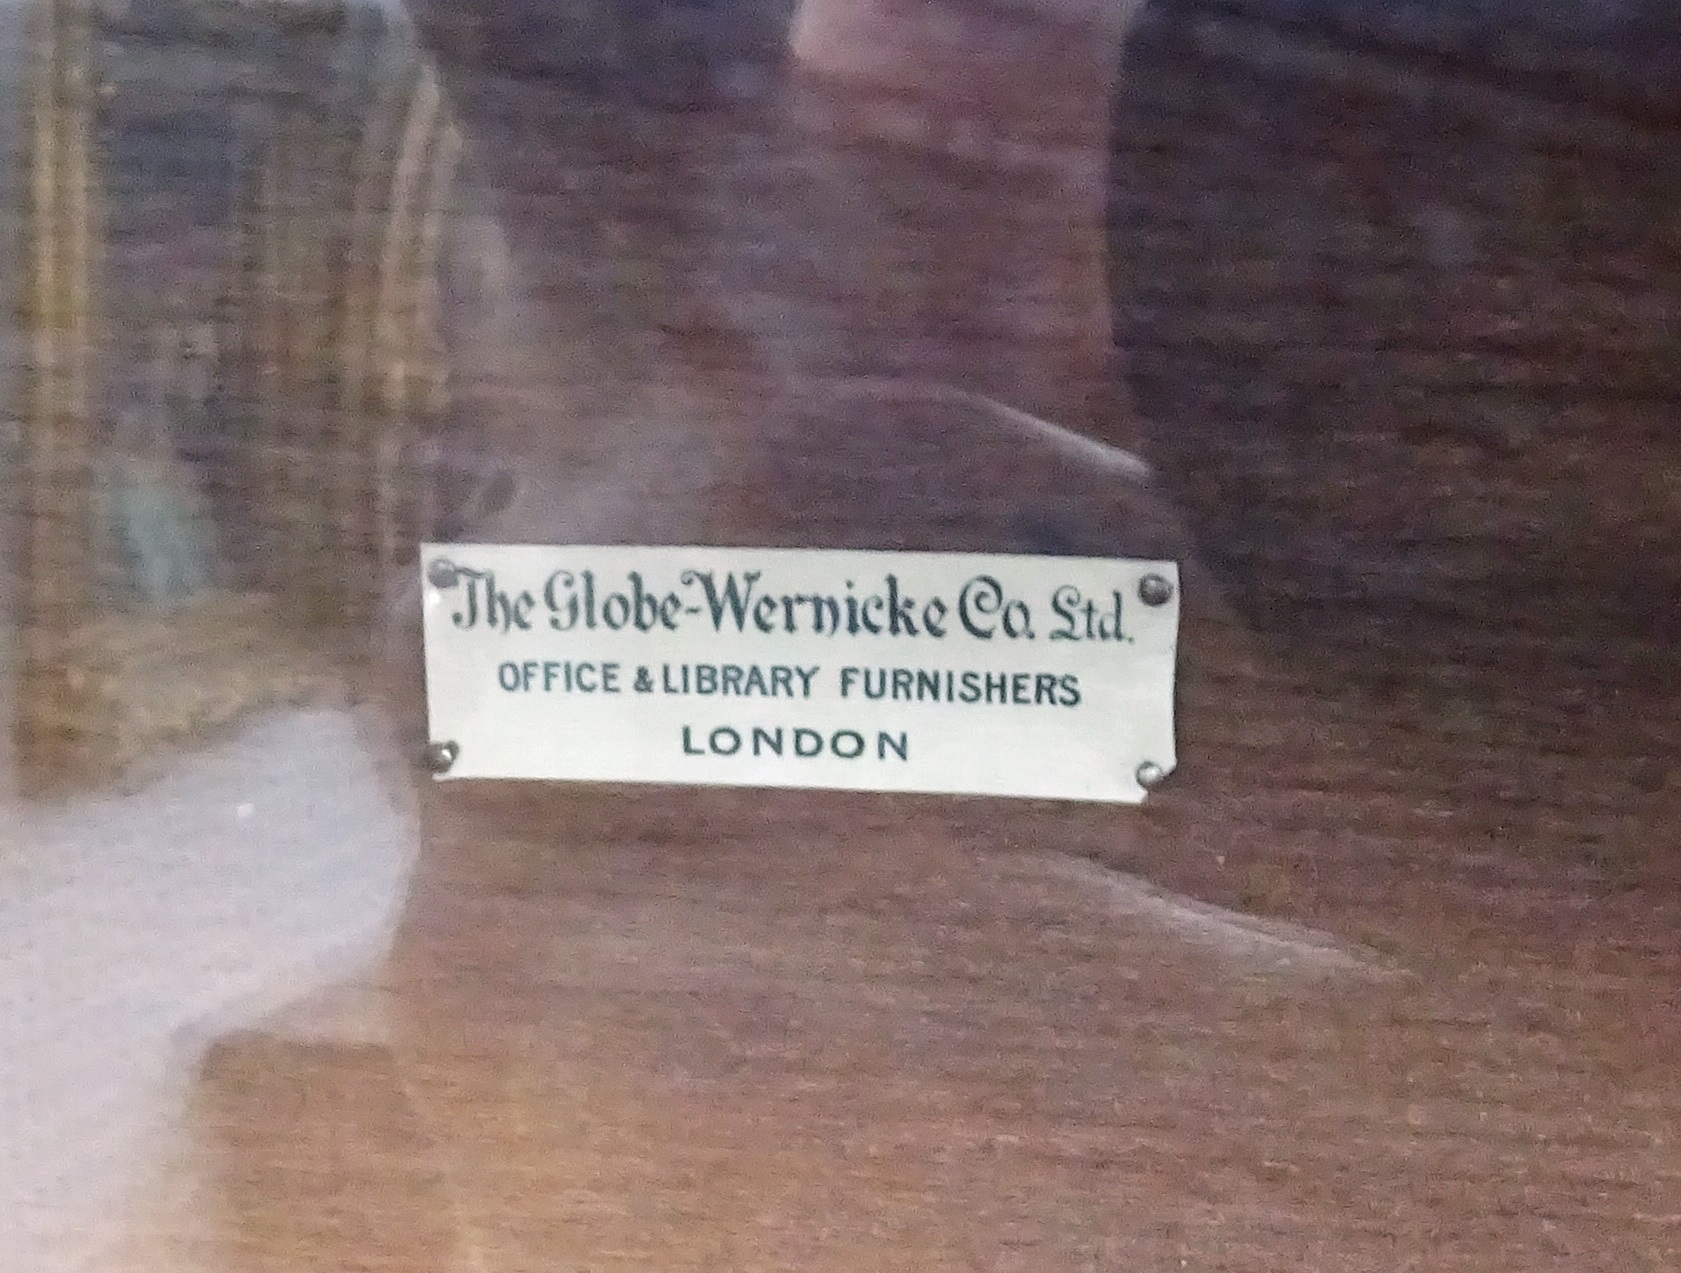 The Globe-Wernicke Co. Ltd.
OFFICE & LIBRARY FURNISHERS
LONDON